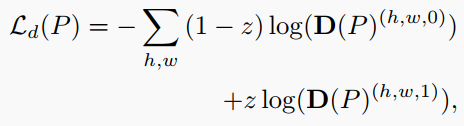 ℒ_d(P) = − ∑_{h,w} (1 − z) log(𝐃(P)^{(h,w,0)})
+z log(𝐃(P)^{(h,w,1)}),